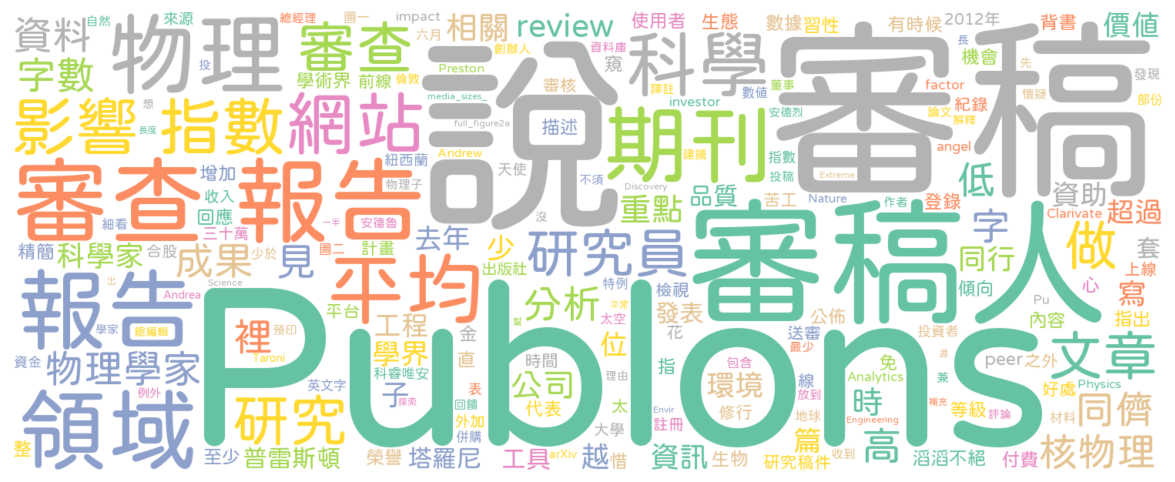 資料
自然
來源
投
物理
總經理
圖一
審查
學術界
想
前線
impact
六月
相關
Preston
創辦人
倫敦
media_sizes_
review
資料庫
審核
譯註
窺
使用者
生態
科學
數據
習性
數值
董事
有時候
2012年
factor
長
先
背書
機會
懷疑
價值
發現
部份
字數
影響
指數
網站
說
full_figure2a
investor
描述
期刊
安德烈
建議
論文
解釋
紀錄
angel
審稿
長度
審查報告
增加
收入
紐西蘭
物理子
Andrew
天使
不須
Discovery
指數
投稿
Extreme
作者
低
品質
苦工
Nature
登錄
資助
Clarivate
超過
細看
回應
三十萬
一半
安德魯
沒
重點
審稿人
字
做
套
精簡
科學家
合股
圖二
計畫
去年
少
出版社
研究員
同行
寫
上線
成果
少於
見
平均
特例
檢視
傾向
心
報告
出
Andrea
Science
平台
分析
太空
發表
公佈
Pu
內容
指出
送審
投資者
學家
總編輯
預印
裡
工程
金
位
花
peer
之外
文章
資金
物理學家
Taroni
學界
直
時間
公司
理由
指
包含
最少
線
免
Analytics
好處
Physics
例外
英文字
科睿唯安
探索
子
表
回饋
代表
太
環境
放到
兼
時
等級
評論
材料
同儕
領域
Publons
研究
外加
併購
大學
Envir
註冊
修行
地球
補充
Engineering
篇
整
至少
普雷斯頓
榮譽
塔羅尼
工具
arXiv
越
惜
資訊
生物
研究稿件
收到
高
滔滔不絕
付費
核物理